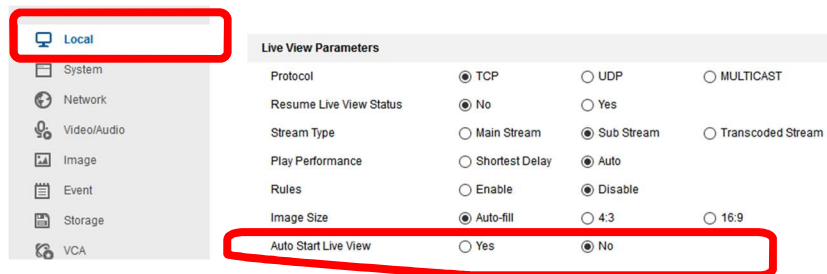 Local
System
Network
Video/Audio
Image
Event
Storage
VCA
Live View Parameters
Protocol TCP UDP MULTICAST
Resume Live View Status No Yes
Stream Type Main Stream Sub Stream Transcoded Stream
Play Performance Shortest Delay Auto
Rules Enable Disable
Image Size Auto-fill 4:3 16:9
Auto Start Live View Yes No